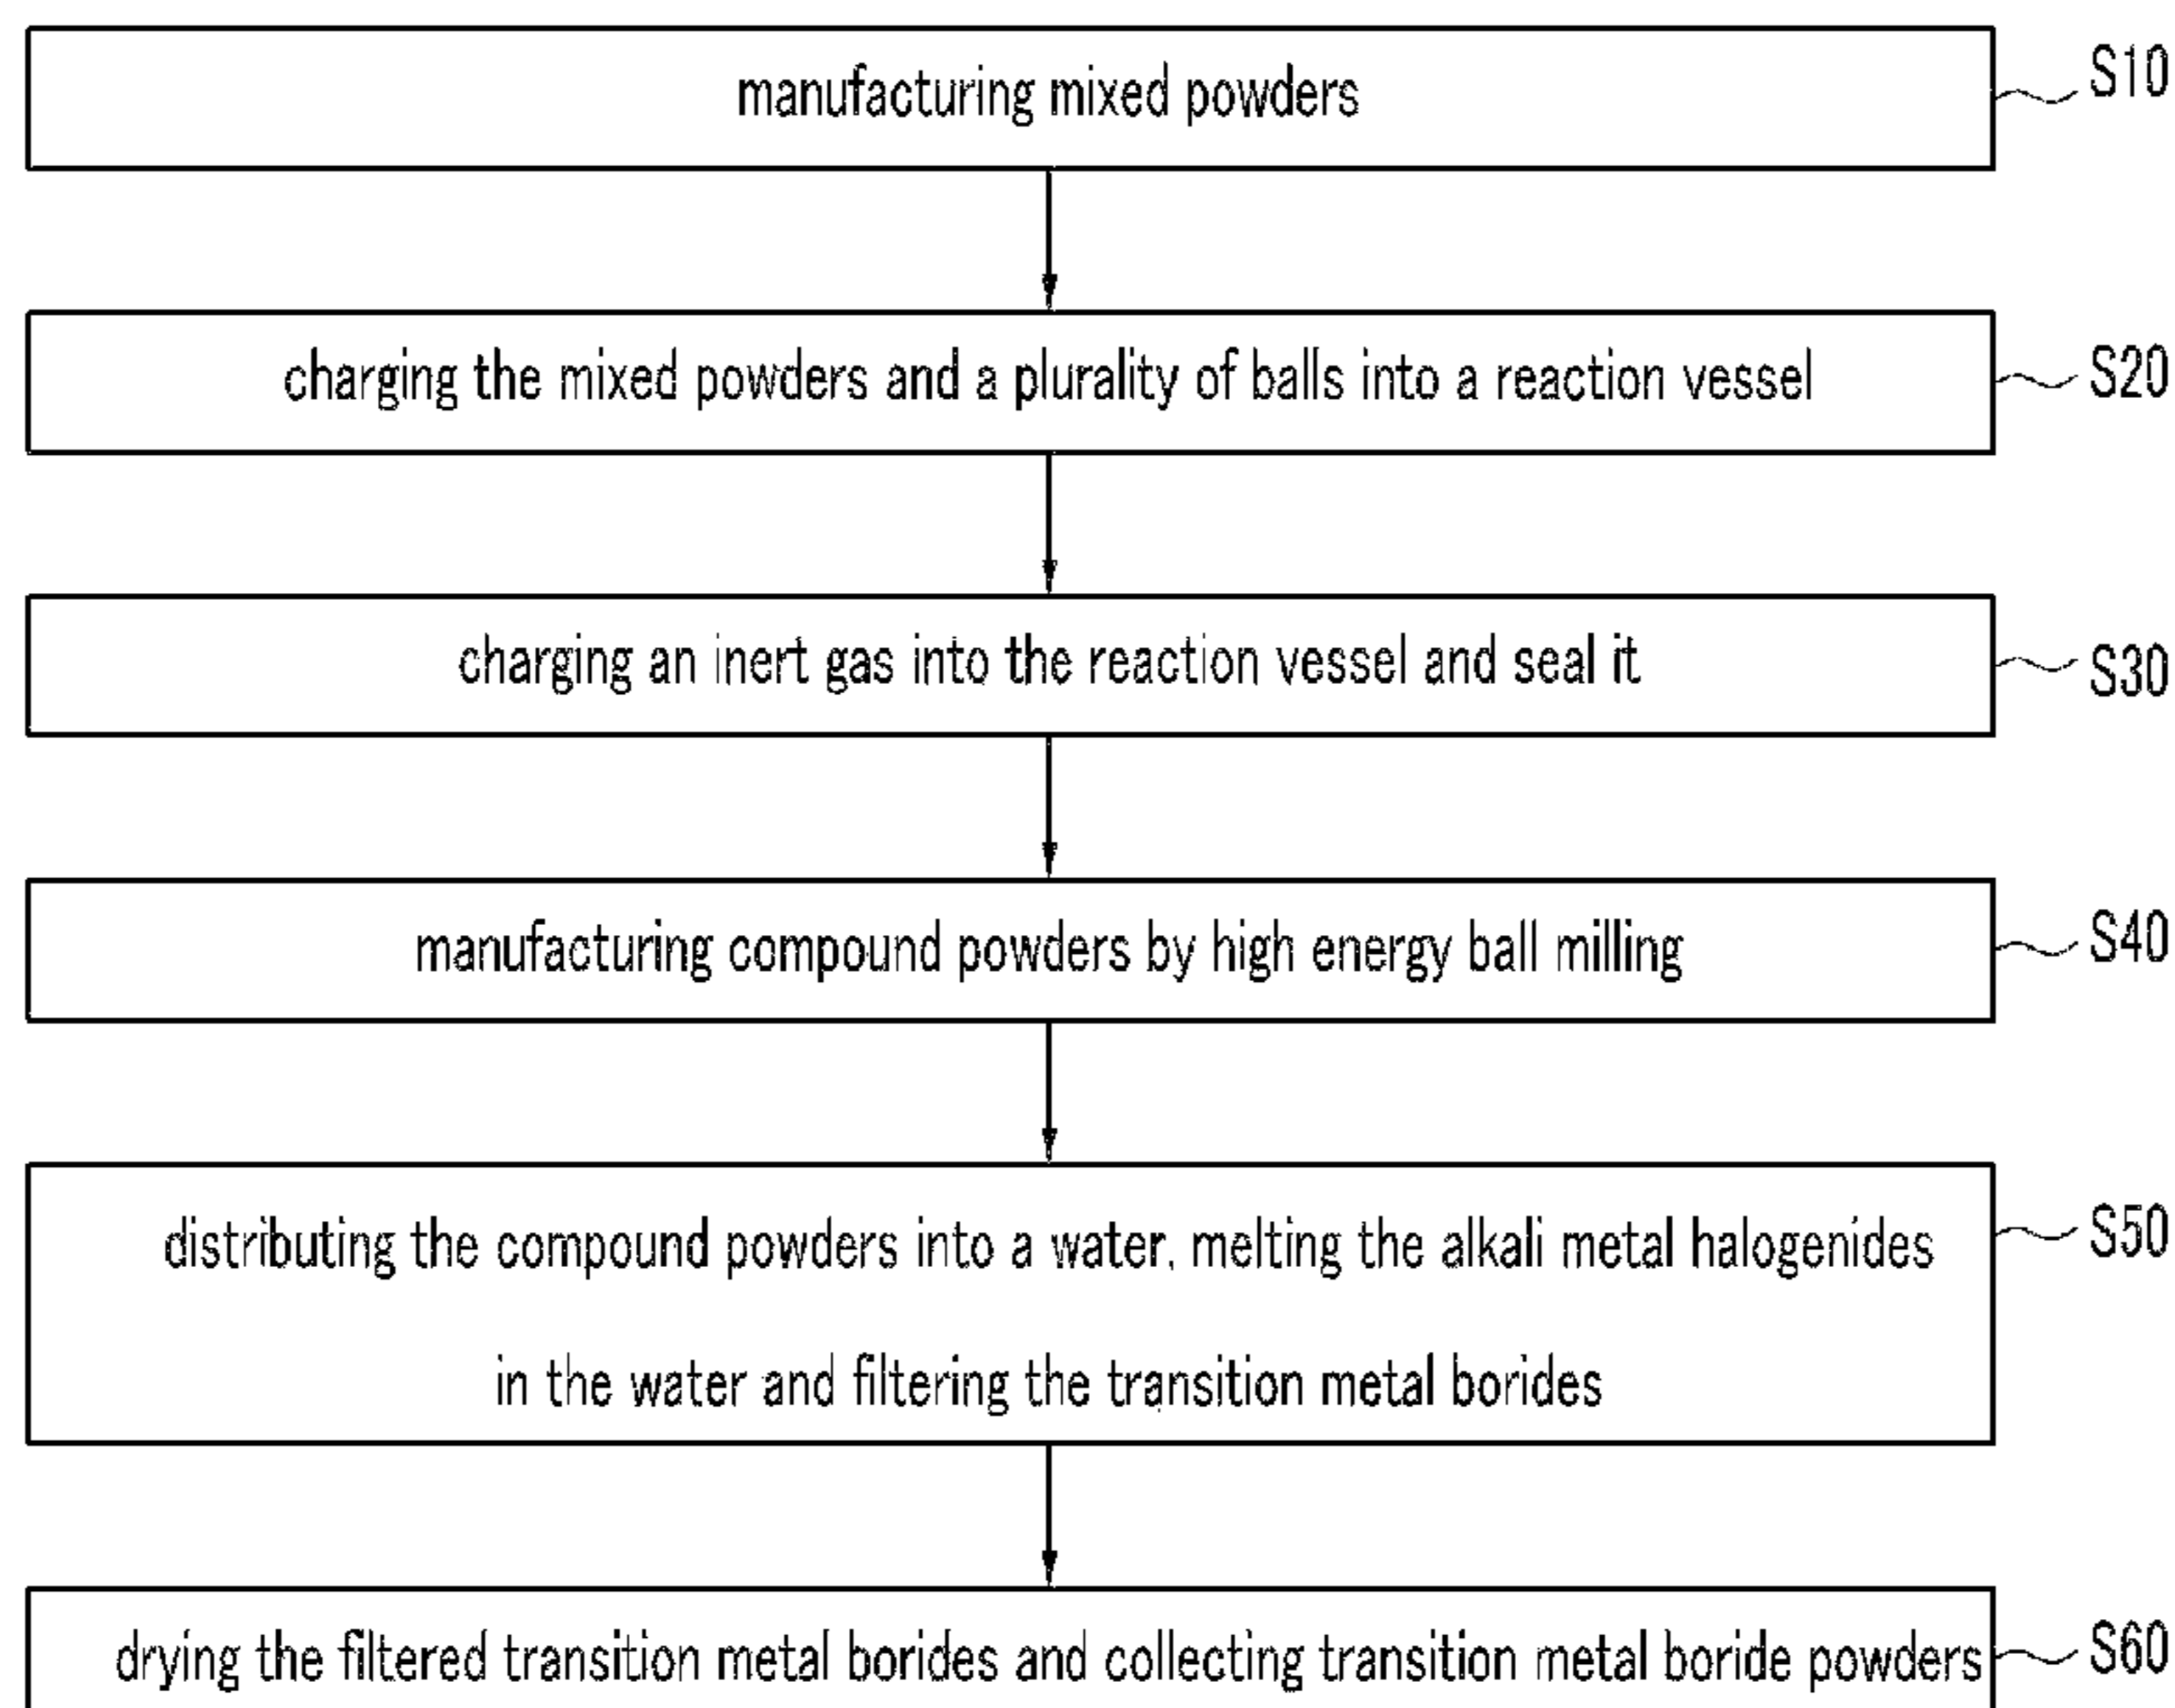 manufacturing mixed powders
S10
charging the mixed powders and a plurality of balls into a reaction vessel
S20
charging an inert gas into the reaction vessel and seal it
S30
manufacturing compound powders by high energy ball milling
S40
distributing the compound powders into a water, melting the alkali metal halogenides
S50
in the water and filtering the transition metal borides
drying the filtered transition metal borides and collecting transition metal boride powders
S60